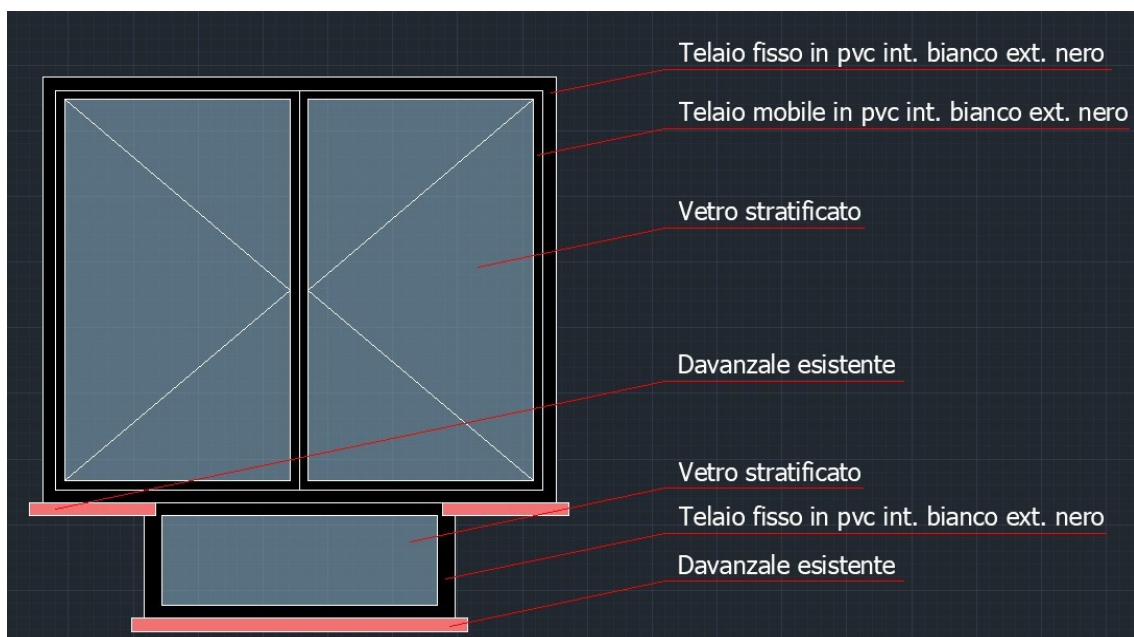 Telaio fisso in pvc int. bianco ext. nero
Telaio mobile in pvc int. bianco ext. nero
Vetro stratificato
Davanzale esistente
Vetro stratificato
Telaio fisso in pvc int. bianco ext. nero
Davanzale esistente